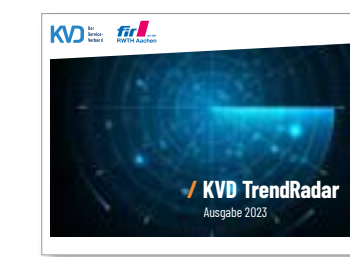 KVD
Der
Service-
Verband
fir
RWTH Aachen
/ KVD TrendRadar
Ausgabe 2023